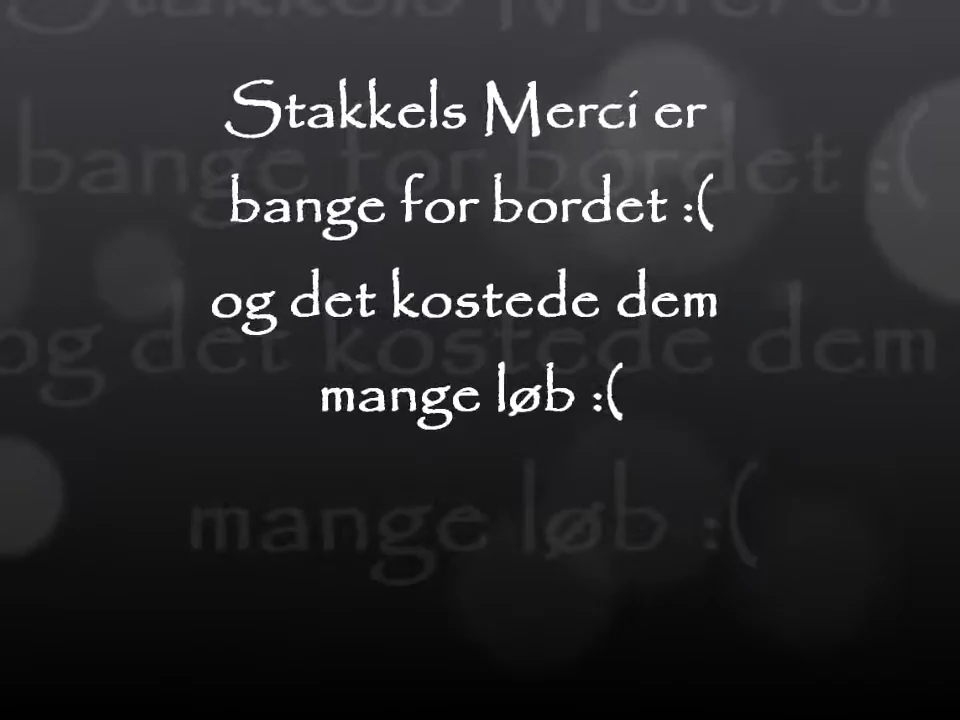 Stakkels Merci er
bange for bordet :(
og det kostede dem
mange løb :(